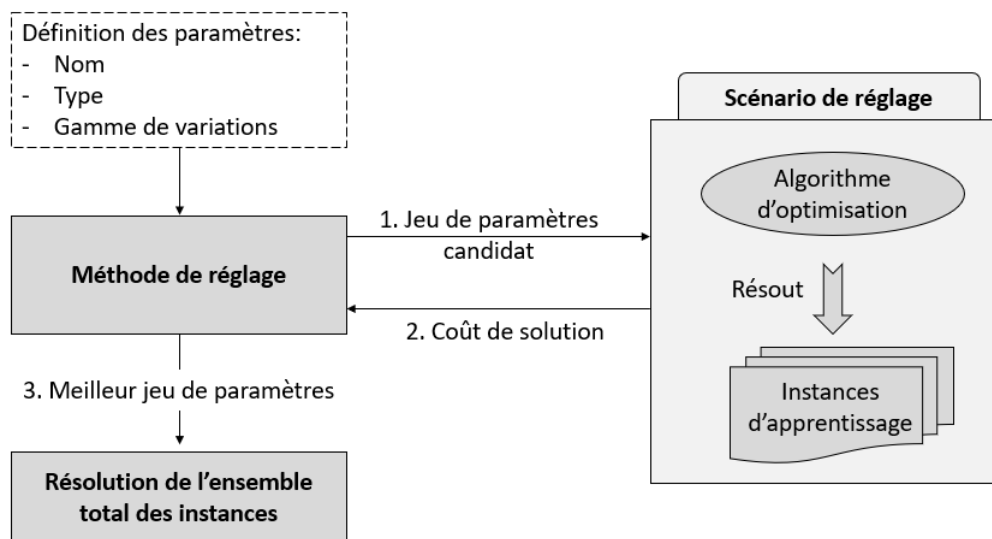 Définition des paramètres:
- Nom
- Type
- Gamme de variations
Scénario de réglage
Algorithme
d'optimisation
1. Jeu de paramètres
candidat
Méthode de réglage
Résout
2. Coût de solution
3. Meilleur jeu de paramètres
Instances
d'apprentissage
Résolution de l'ensemble
total des instances